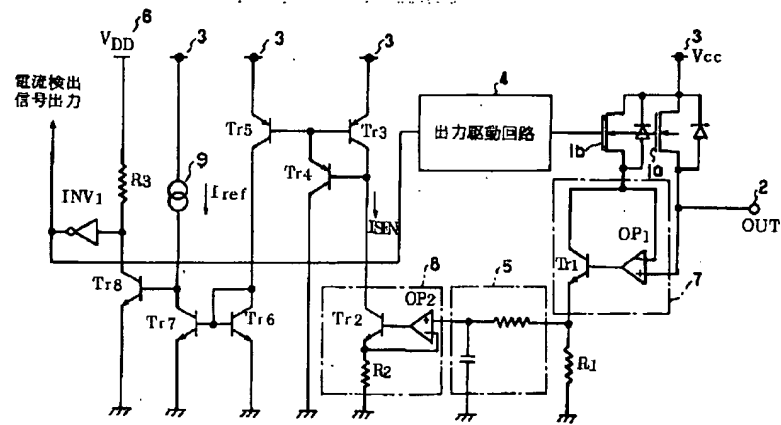 6
VDD
3
3
3
3
Vcc
電流検出
信号出力
4
出力駆動回路
1b
1a
Tr5
Tr3
Tr4
9
Iref
ISEN
R3
INV1
2
OUT
OP1
Tr1
7
8
5
OP2
Tr8
Tr7
Tr6
Tr2
R2
R1